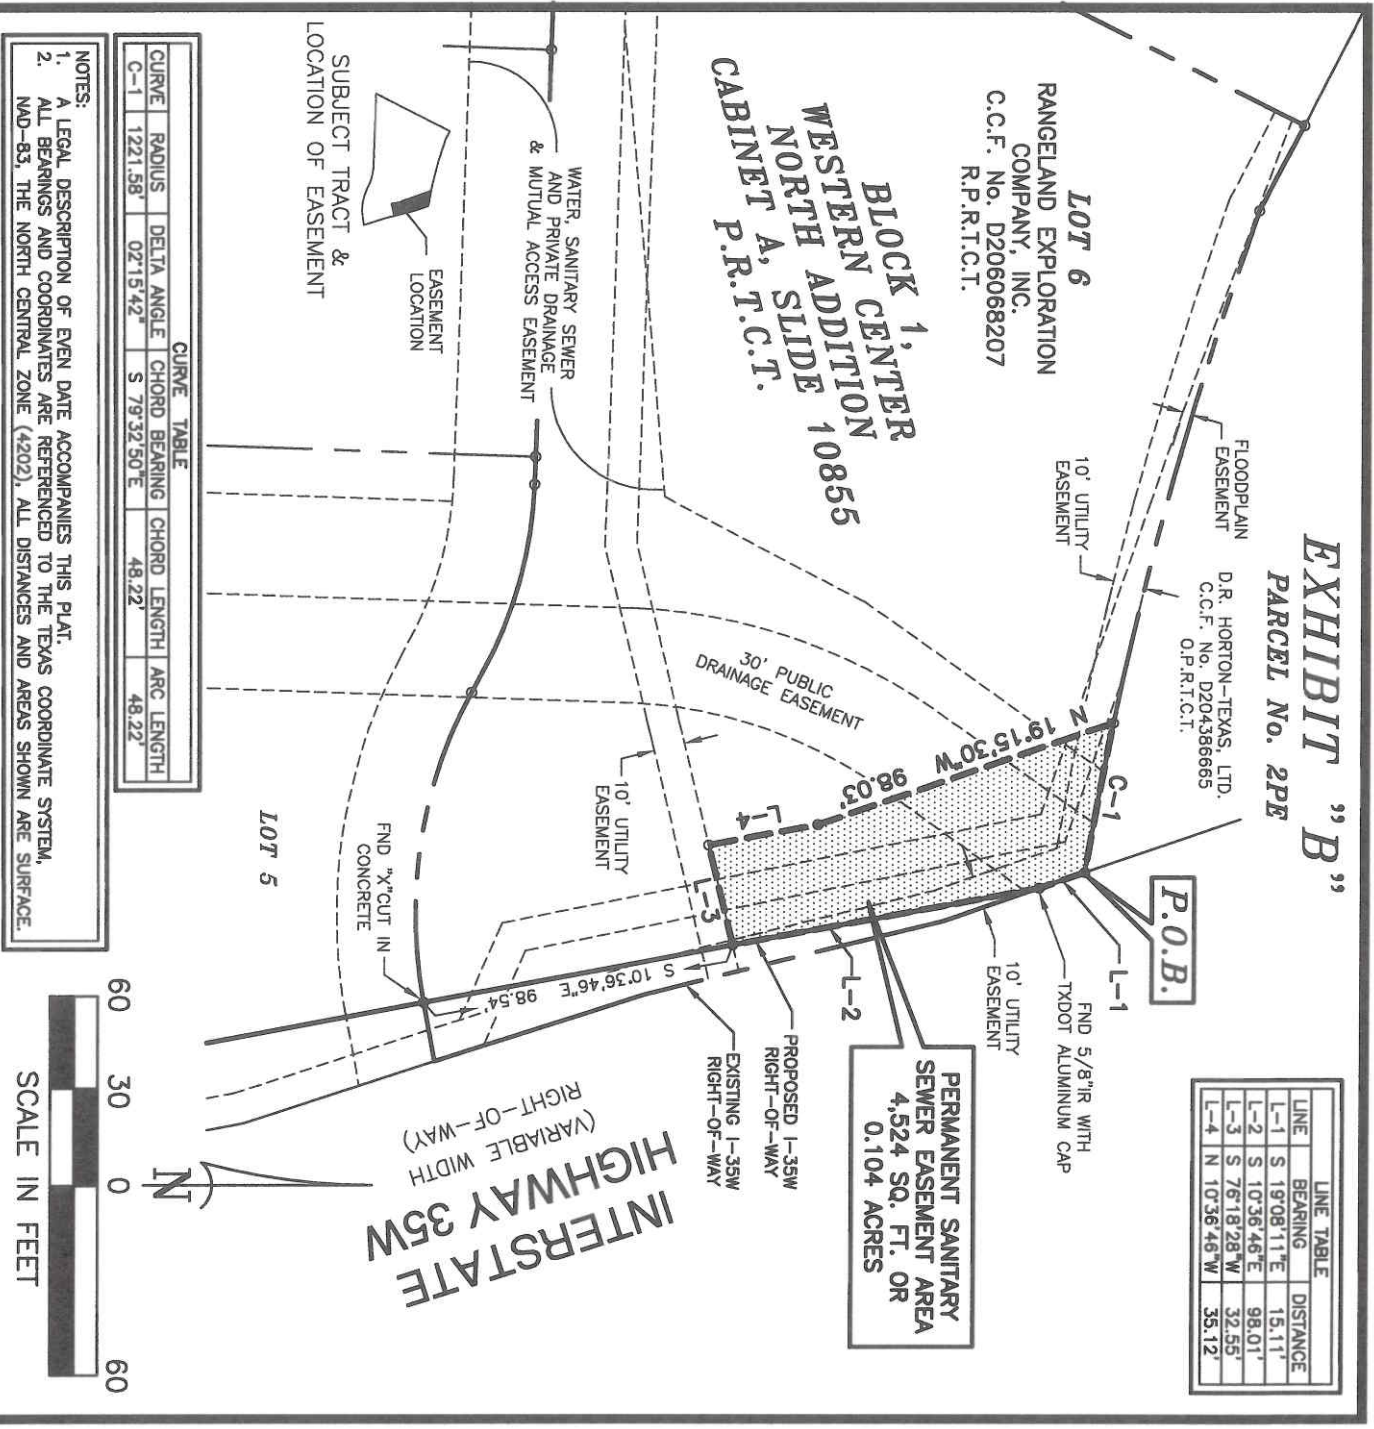 EXHIBIT "B"
PARCEL No. 2PE
LINE TABLE
LINE BEARING DISTANCE
L-1 S 19°08'11"E 15.11'
L-2 S 10°36'46"E 98.01'
L-3 S 76°18'28"W 32.55'
L-4 N 10°36'46"W 35.12'
LOT 6
RANGELAND EXPLORATION
COMPANY, INC.
C.C.F. No. D206068207
R.P.R.T.C.T.
FLOODPLAIN
EASEMENT
D.R. HORTON-TEXAS, LTD.
C.C.F. No. D204386665
O.P.R.T.C.T.
10' UTILITY
EASEMENT
P.O.B.
C-1
L-1
FND 5/8"IR WITH
TXDOT ALUMINUM CAP
N 19°15'30"W
98.03'
10' UTILITY
EASEMENT
BLOCK 1,
WESTERN CENTER
NORTH ADDITION
CABINET A, SLIDE 10855
P.R.T.C.T.
30' PUBLIC
DRAINAGE EASEMENT
L-4
L-3
L-2
PERMANENT SANITARY
SEWER EASEMENT AREA
4,524 SQ. FT. OR
0.104 ACRES
PROPOSED I-35W
RIGHT-OF-WAY
EXISTING I-35W
RIGHT-OF-WAY
WATER, SANITARY SEWER
AND PRIVATE DRAINAGE
& MUTUAL ACCESS EASEMENT
10' UTILITY
EASEMENT
S 10°36'46"E 98.54'
INTERSTATE
HIGHWAY 35W
(VARIABLE WIDTH
RIGHT-OF-WAY)
EASEMENT
LOCATION
SUBJECT TRACT &
LOCATION OF EASEMENT
FND "X"CUT IN
CONCRETE
LOT 5
N
CURVE TABLE
CURVE RADIUS DELTA ANGLE CHORD BEARING CHORD LENGTH ARC LENGTH
C-1 1221.58' 02°15'42" S 79°32'50"E 48.22' 48.22'
NOTES:
1. A LEGAL DESCRIPTION OF EVEN DATE ACCOMPANIES THIS PLAT.
2. ALL BEARINGS AND COORDINATES ARE REFERENCED TO THE TEXAS COORDINATE SYSTEM,
NAD-83, THE NORTH CENTRAL ZONE (4202), ALL DISTANCES AND AREAS SHOWN ARE SURFACE.
60 30 0 60
SCALE IN FEET